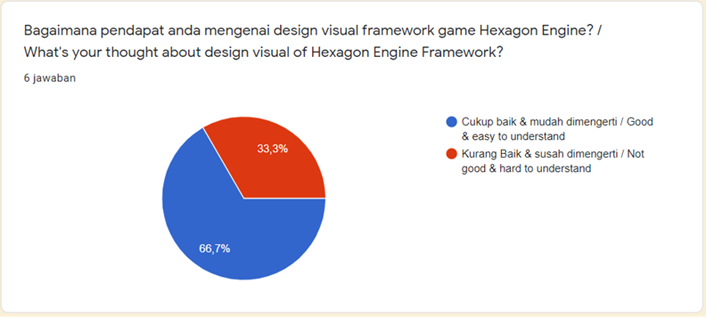 Bagaimana pendapat anda mengenai design visual framework game Hexagon Engine? /
What's your thought about design visual of Hexagon Engine Framework?
6 jawaban
33,3%
66,7%
Cukup baik & mudah dimengerti / Good
& easy to understand
Kurang Baik & susah dimengerti / Not
good & hard to understand